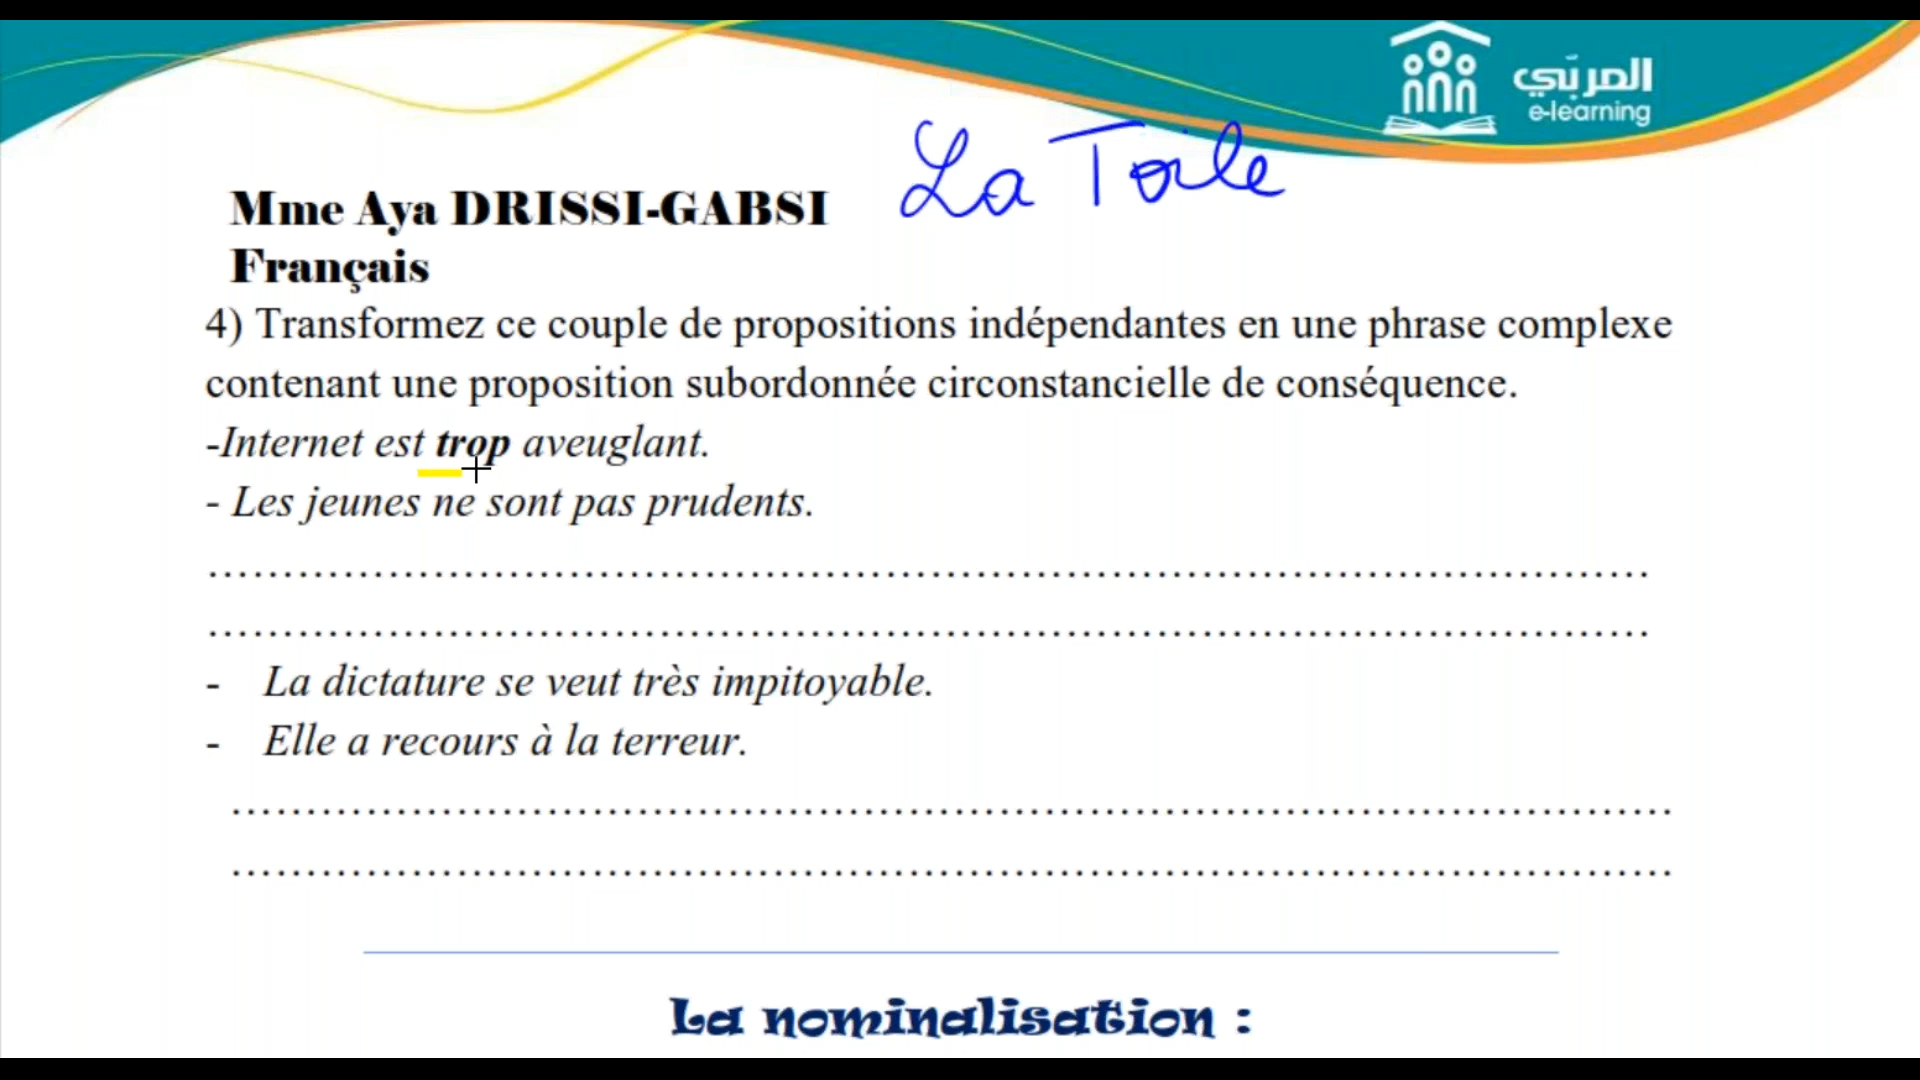 المربّي
e-learning
La Toile
Mme Aya DRISSI-GABSI
Français
4) Transformez ce couple de propositions indépendantes en une phrase complexe
contenant une proposition subordonnée circonstancielle de conséquence.
-Internet est trop aveuglant.
- Les jeunes ne sont pas prudents.
................................................................................................
................................................................................................
- La dictature se veut très impitoyable.
- Elle a recours à la terreur.
................................................................................................
................................................................................................
La nominalisation :